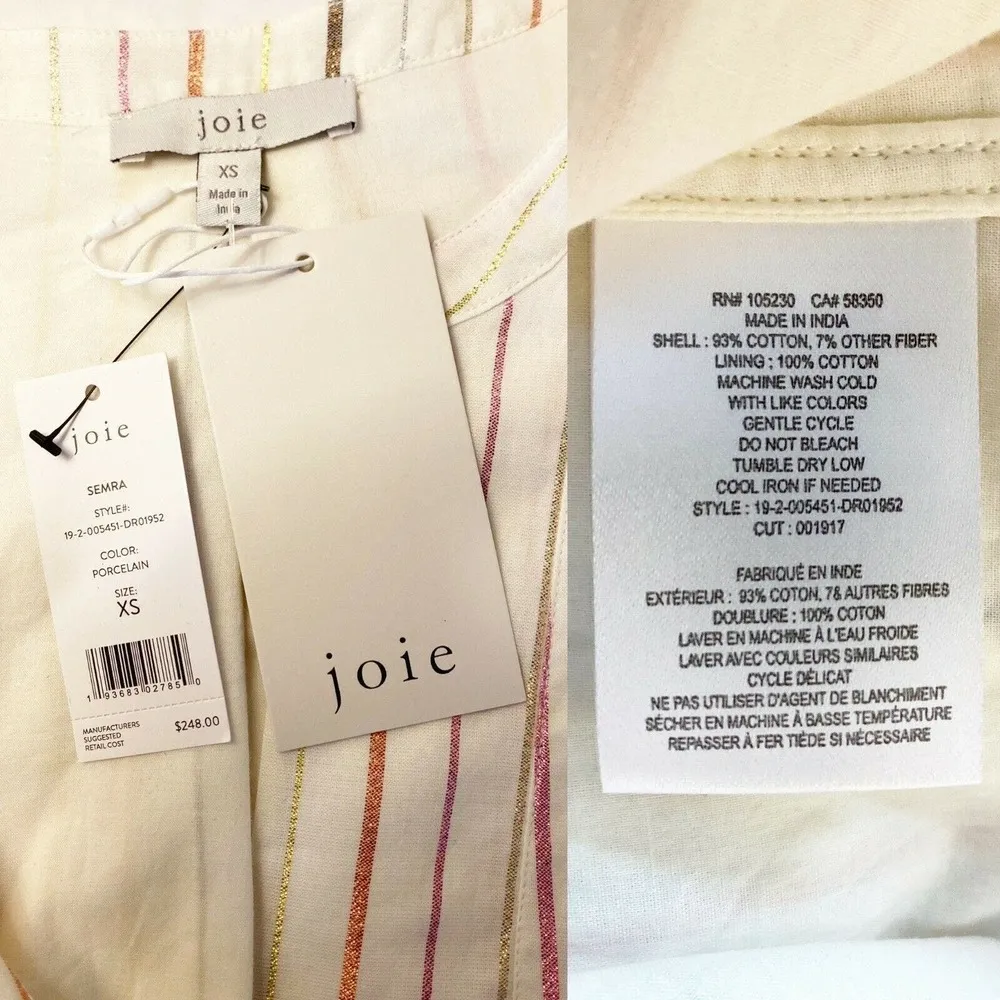 joie
XS
Made in
India
joie
SEMRA
STYLE#:
19-2-005451-DR01952
COLOR:
PORCELAIN
SIZE:
XS
1 93683 02785 0
MANUFACTURERS
SUGGESTED
RETAIL COST
$248.00
joie
RN# 105230 CA# 58350
MADE IN INDIA
SHELL : 93% COTTON, 7% OTHER FIBER
LINING : 100% COTTON
MACHINE WASH COLD
WITH LIKE COLORS
GENTLE CYCLE
DO NOT BLEACH
TUMBLE DRY LOW
COOL IRON IF NEEDED
STYLE : 19-2-005451-DR01952
CUT : 001917
FABRIQUÉ EN INDE
EXTÉRIEUR : 93% COTON, 7& AUTRES FIBRES
DOUBLURE : 100% COTON
LAVER EN MACHINE À L'EAU FROIDE
LAVER AVEC COULEURS SIMILAIRES
CYCLE DÉLICAT
NE PAS UTILISER D'AGENT DE BLANCHIMENT
SÉCHER EN MACHINE À BASSE TEMPÉRATURE
REPASSER À FER TIÈDE SI NÉCESSAIRE